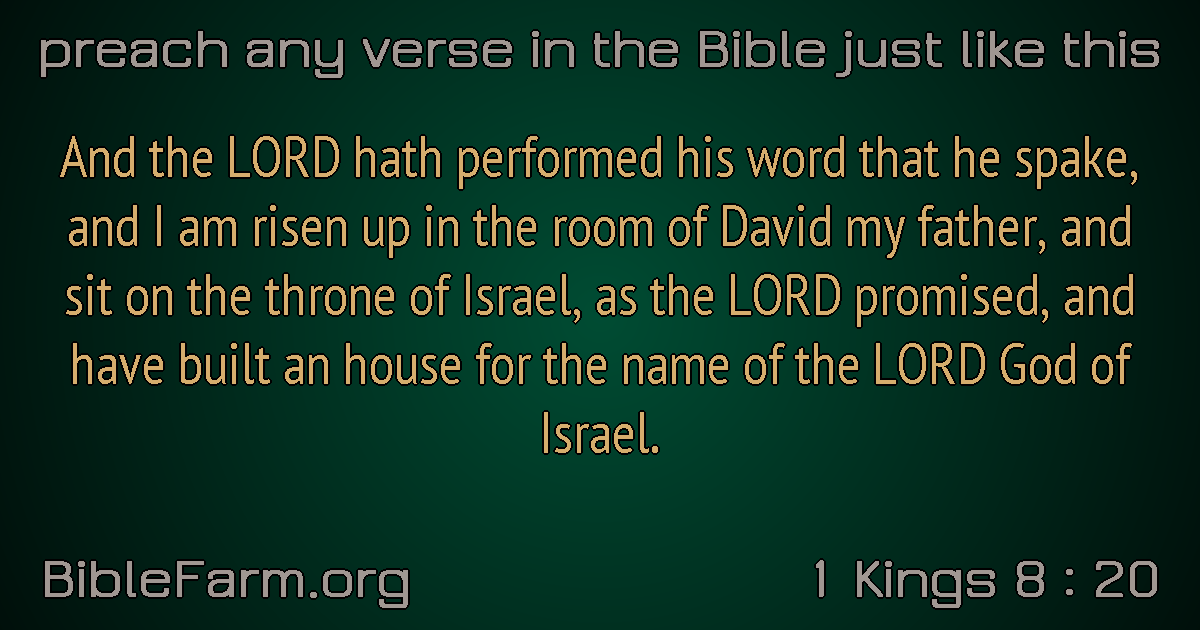 preach any verse in the Bible just like this
And the LORD hath performed his word that he spake,
and I am risen up in the room of David my father, and
sit on the throne of Israel, as the LORD promised, and
have built an house for the name of the LORD God of
Israel.
BibleFarm.org
1 Kings 8 : 20